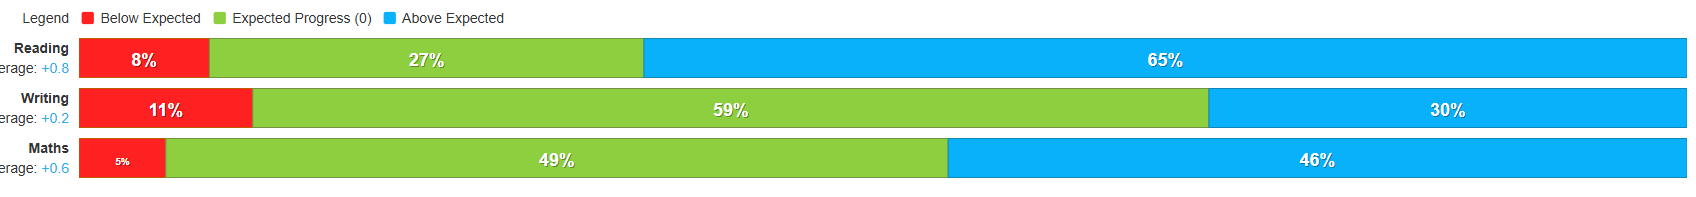 Legend Below Expected Expected Progress (0) Above Expected
Reading
erage: +0.8
8% 27% 65%
Writing
erage: +0.2
11% 59% 30%
Maths
erage: +0.6
5% 49% 46%